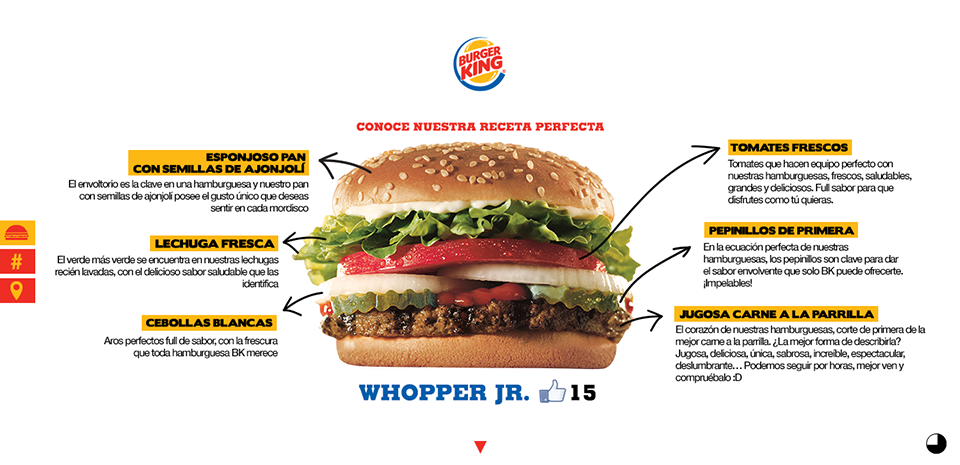 BURGER
KING
CONOCE NUESTRA RECETA PERFECTA
ESPONJOSO PAN
CON SEMILLAS DE AJONJOLÍ
El envoltorio es la clave en una hamburguesa y nuestro pan
con semillas de ajonjolí posee el gusto único que deseas
sentir en cada mordisco
LECHUGA FRESCA
El verde más verde se encuentra en nuestras lechugas
recién lavadas, con el delicioso sabor saludable que las
identifica
CEBOLLAS BLANCAS
Aros perfectos full de sabor, con la frescura
que toda hamburguesa BK merece
TOMATES FRESCOS
Tomates que hacen equipo perfecto con
nuestras hamburguesas, frescos, saludables,
grandes y deliciosos. Full sabor para que
disfrutes como tú quieras.
PEPINILLOS DE PRIMERA
En la ecuación perfecta de nuestras
hamburguesas, los pepinillos son clave para dar
el sabor envolvente que solo BK puede ofrecerte.
¡Impelables!
JUGOSA CARNE A LA PARRILLA
El corazón de nuestras hamburguesas, corte de primera de la
mejor carne a la parrilla. ¿La mejor forma de describirla?
Jugosa, deliciosa, única, sabrosa, increíble, espectacular,
deslumbrante... Podemos seguir por horas, mejor ven y
compruébalo :D
#
WHOPPER JR. 15